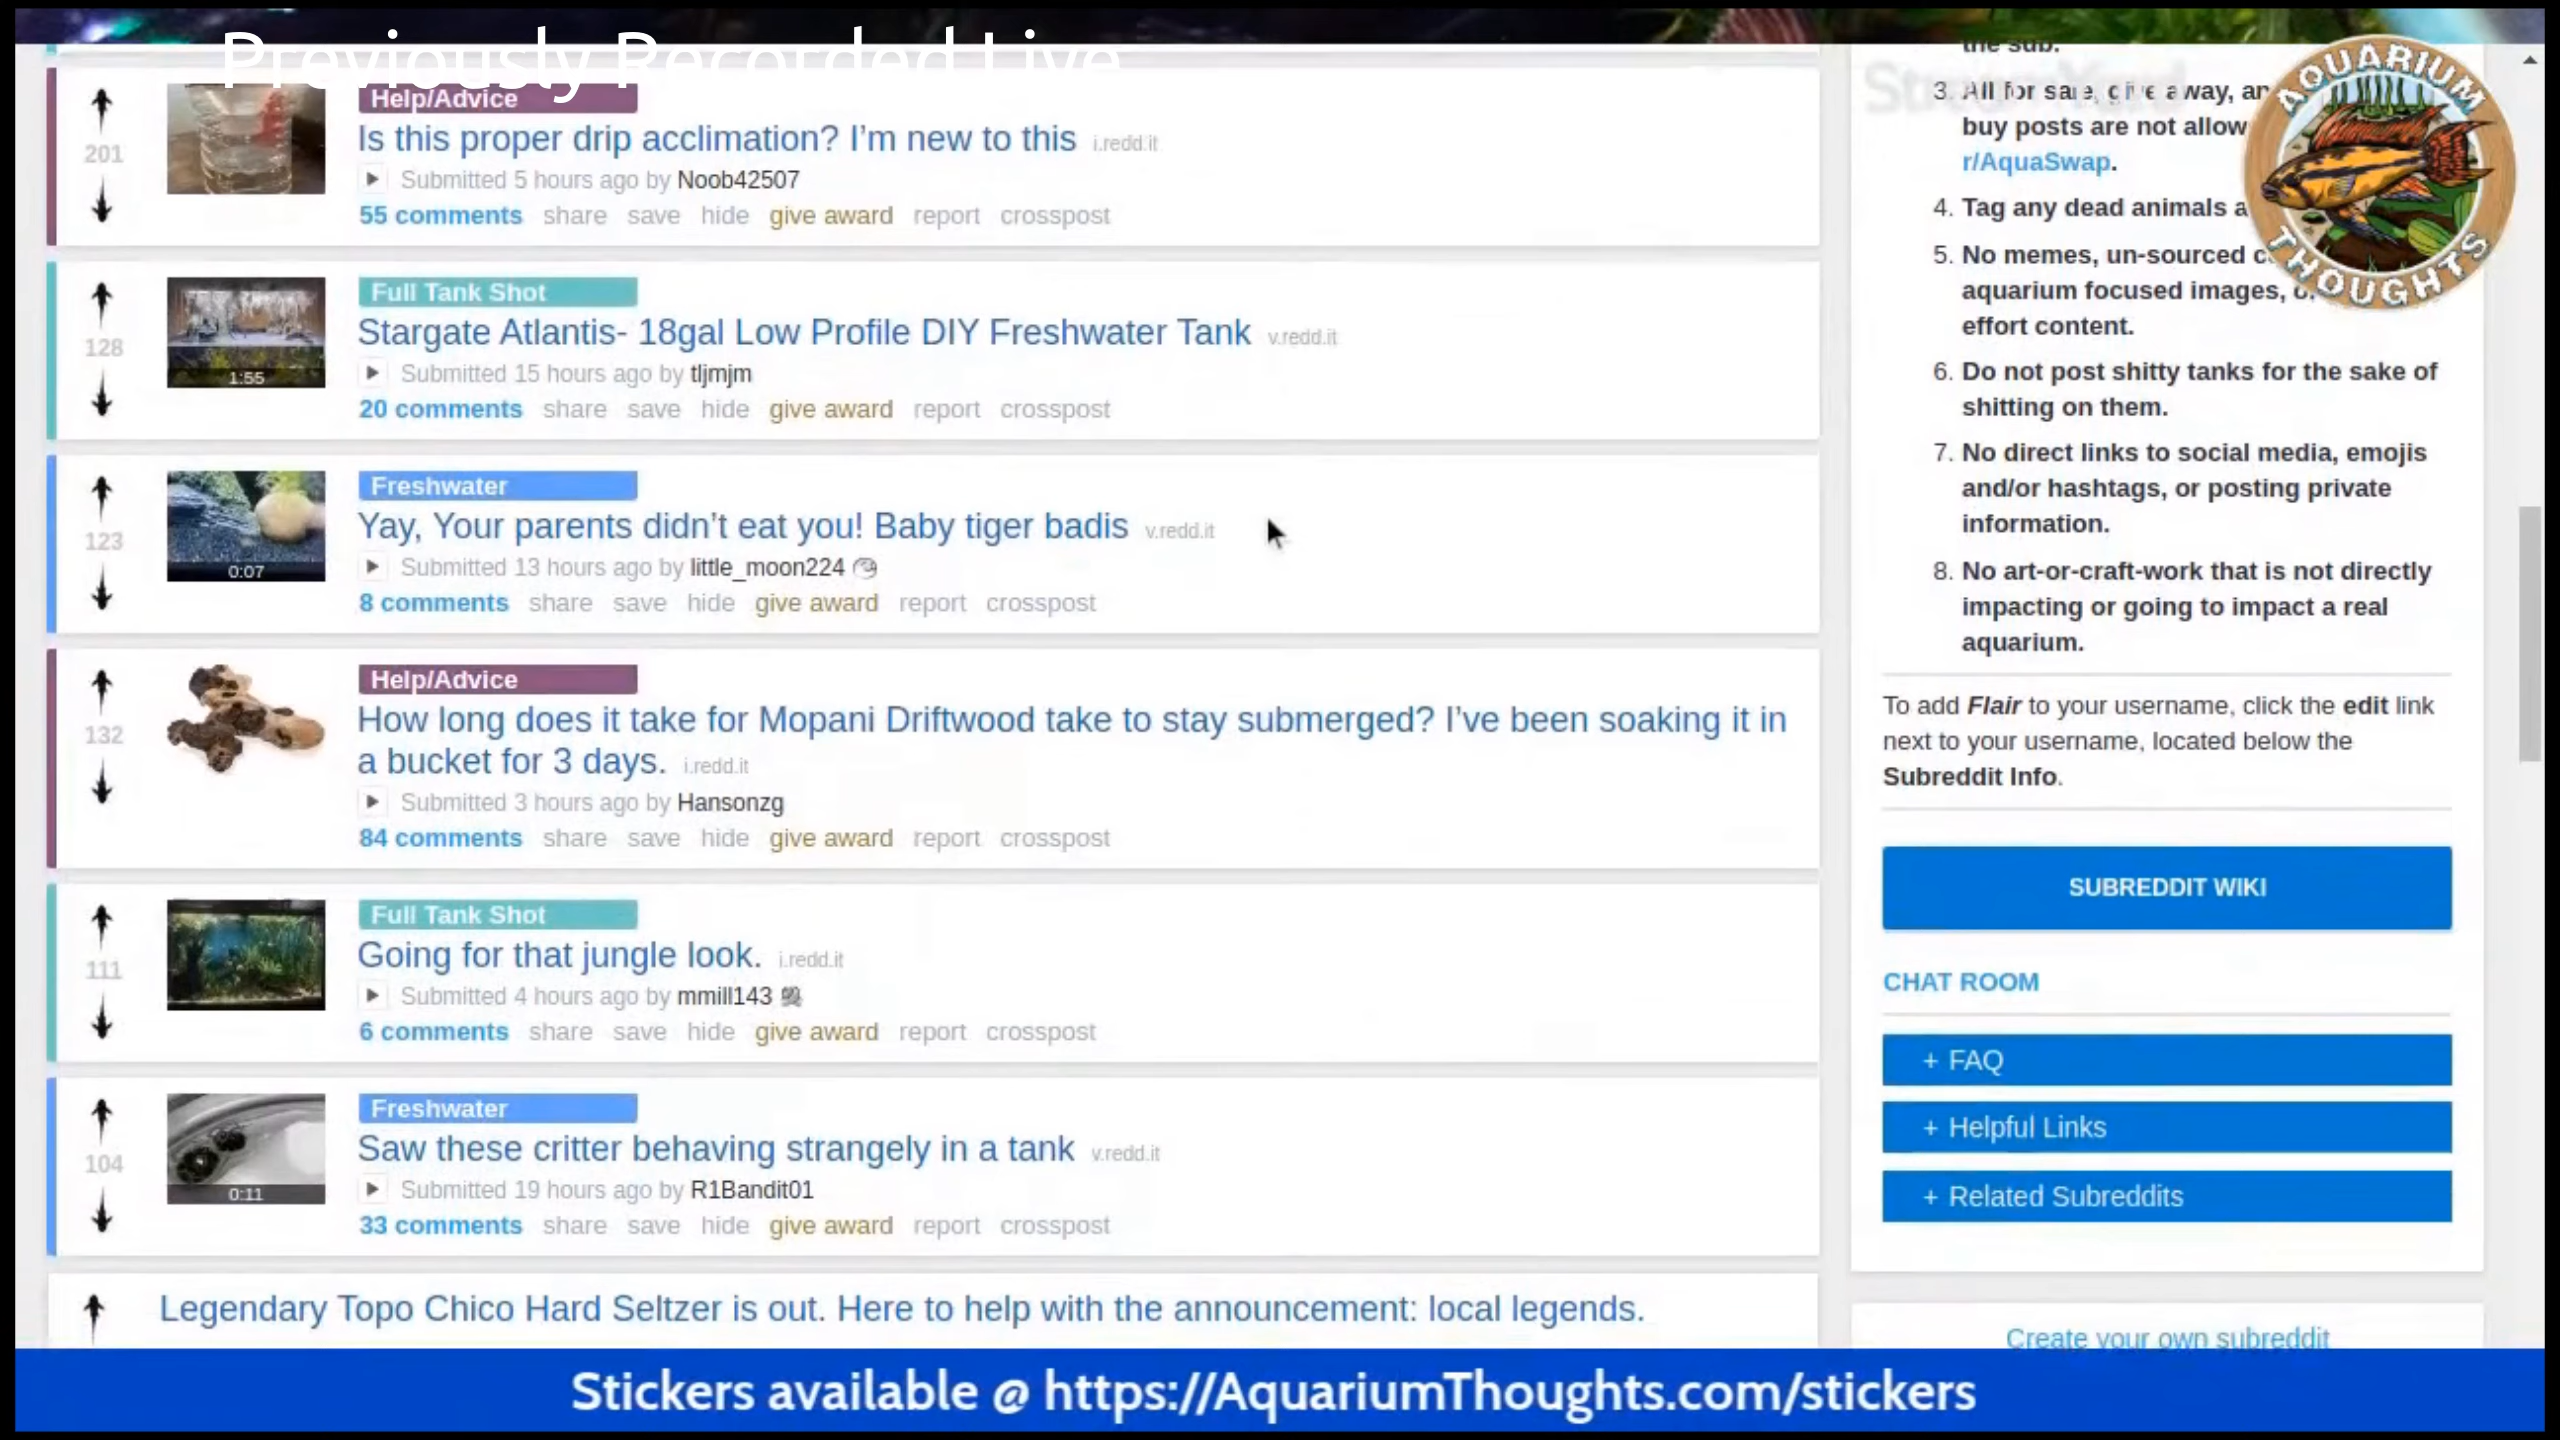 Previously Recorded Live
Help/Advice
201
Is this proper drip acclimation? I'm new to this i.redd.it
Submitted 5 hours ago by Noob42507
55 comments share save hide give award report crosspost
Full Tank Shot
128
Stargate Atlantis- 18gal Low Profile DIY Freshwater Tank v.redd.it
1:55
Submitted 15 hours ago by tljmjm
20 comments share save hide give award report crosspost
Freshwater
123
Yay, Your parents didn't eat you! Baby tiger badis v.redd.it
0:07
Submitted 13 hours ago by little_moon224
8 comments share save hide give award report crosspost
Help/Advice
132
How long does it take for Mopani Driftwood take to stay submerged? I've been soaking it in
a bucket for 3 days. i.redd.it
Submitted 3 hours ago by Hansonzg
84 comments share save hide give award report crosspost
Full Tank Shot
111
Going for that jungle look. i.redd.it
Submitted 4 hours ago by mmill143
6 comments share save hide give award report crosspost
Freshwater
104
Saw these critter behaving strangely in a tank v.redd.it
0:11
Submitted 19 hours ago by R1Bandit01
33 comments share save hide give award report crosspost
Legendary Topo Chico Hard Seltzer is out. Here to help with the announcement: local legends.
the sub.
3. All for sale, give away, an
buy posts are not allow
r/AquaSwap.
4. Tag any dead animals a
5. No memes, un-sourced c
aquarium focused images,
effort content.
6. Do not post shitty tanks for the sake of
shitting on them.
7. No direct links to social media, emojis
and/or hashtags, or posting private
information.
8. No art-or-craft-work that is not directly
impacting or going to impact a real
aquarium.
To add Flair to your username, click the edit link
next to your username, located below the
Subreddit Info.
SUBREDDIT WIKI
CHAT ROOM
+ FAQ
+ Helpful Links
+ Related Subreddits
Create your own subreddit
AQUARIUM
THOUGHTS
Stickers available @ https://AquariumThoughts.com/stickers